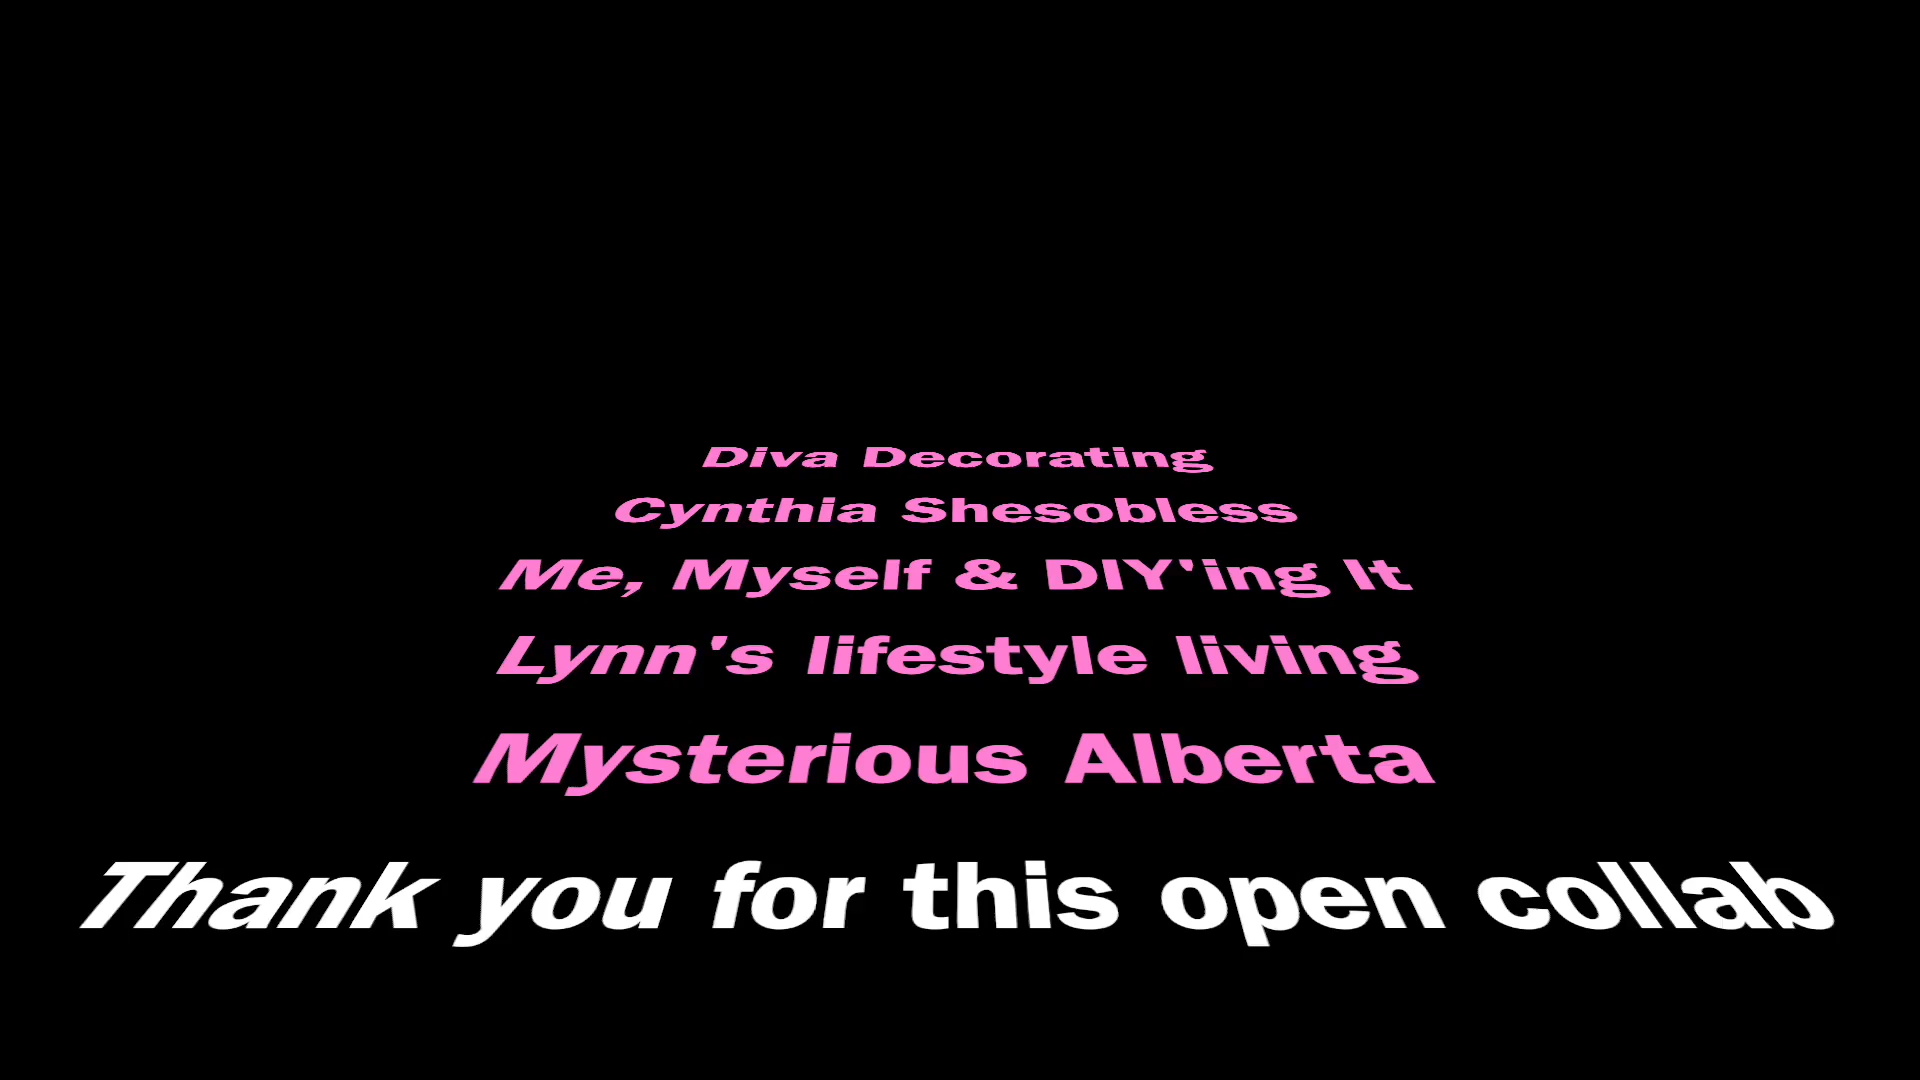 Diva Decorating
Cynthia Shesobless
Me, Myself & DIY'ing It
Lynn's lifestyle living
Mysterious Alberta
Thank you for this open collab